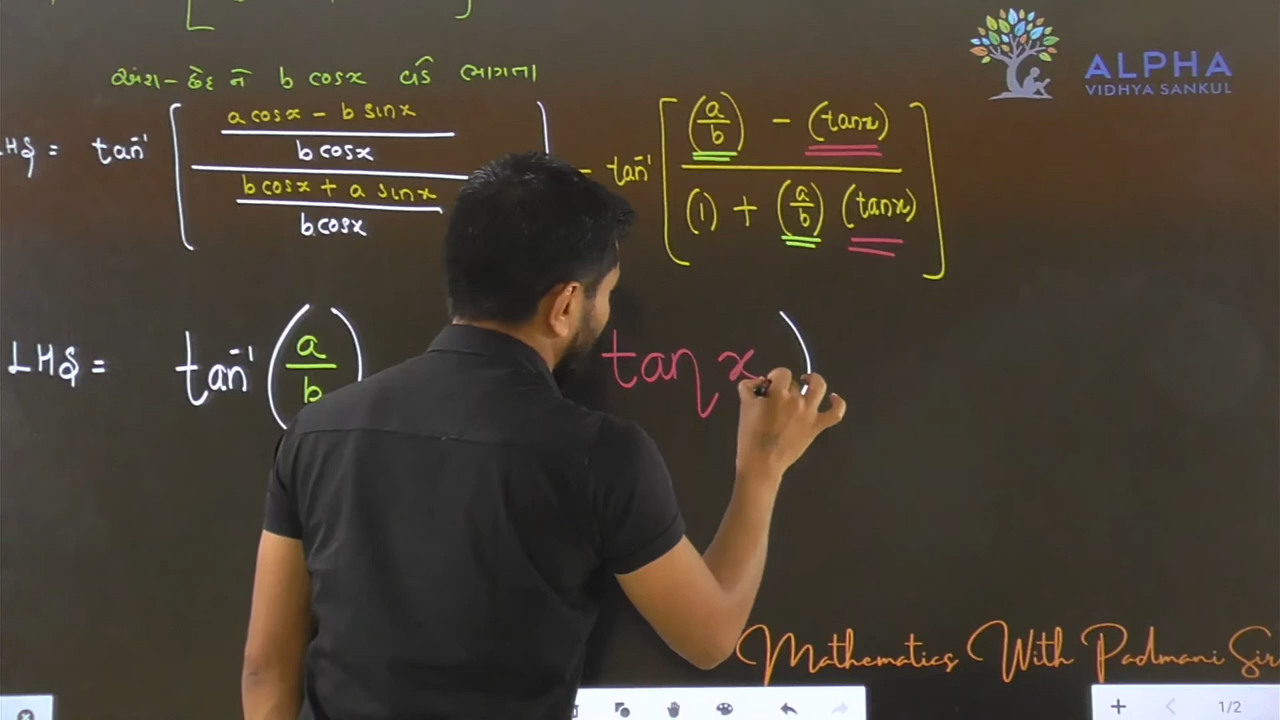 ALPHA
VIDHYA SANKUL
અંશ - છેદ ને b cosx વડે ભાગતા
LHS = tan⁻¹ [ (a cosx - b sinx / b cosx) / (b cosx + a sinx / b cosx) ] = tan⁻¹ [ ((a/b) - (tanx)) / ((1) + (a/b) (tanx)) ]
LHS = tan⁻¹ (a/b) tan x )
Mathematics With Padmani Sir
1/2